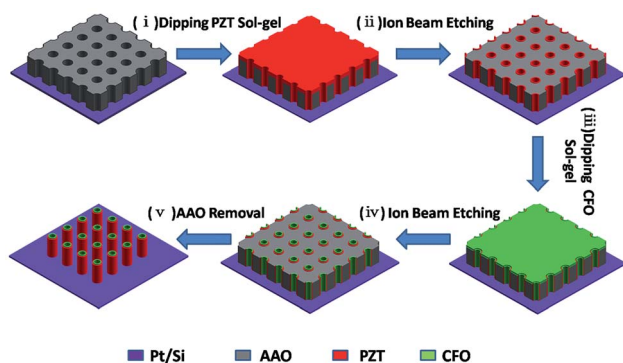 (ⅰ)Dipping PZT Sol-gel
(ⅱ)Ion Beam Etching
(ⅲ)Dipping CFO
Sol-gel
(ⅳ) Ion Beam Etching
(ⅴ)AAO Removal
Pt/Si
AAO
PZT
CFO